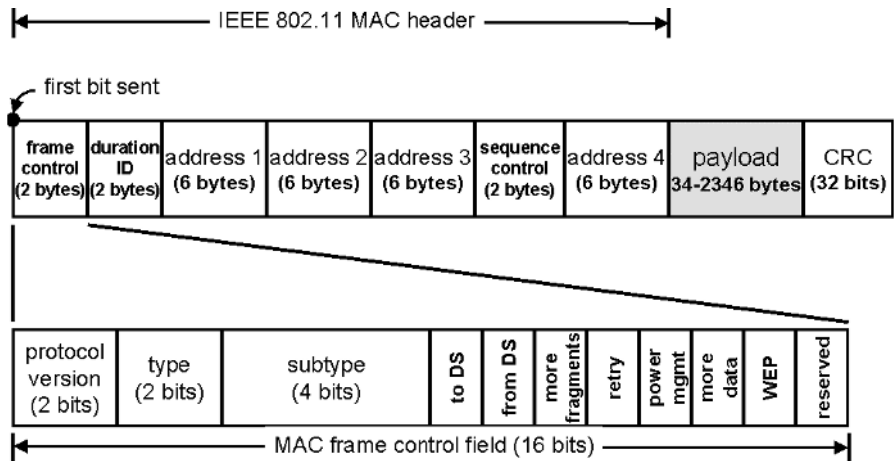 IEEE 802.11 MAC header
first bit sent
frame
control
(2 bytes)
duration
ID
(2 bytes)
address 1
(6 bytes)
address 2
(6 bytes)
address 3
(6 bytes)
sequence
control
(2 bytes)
address 4
(6 bytes)
payload
34-2346 bytes
CRC
(32 bits)
protocol
version
(2 bits)
type
(2 bits)
subtype
(4 bits)
to DS
from DS
more
fragments
retry
power
mgmt
more
data
WEP
reserved
MAC frame control field (16 bits)